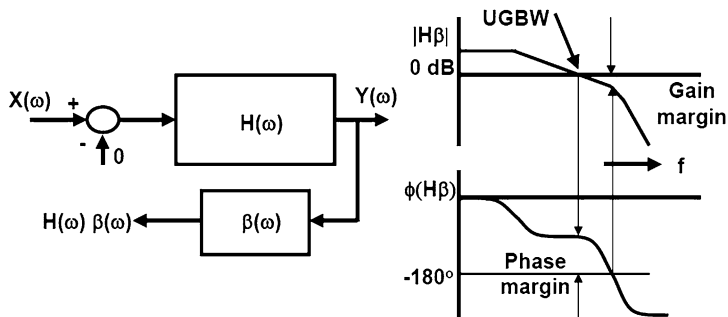 X(ω)
+
-
0
H(ω)
Y(ω)
β(ω)
H(ω) β(ω)
UGBW
|Hβ|
0 dB
Gain
margin
f
ϕ(Hβ)
-180°
Phase
margin